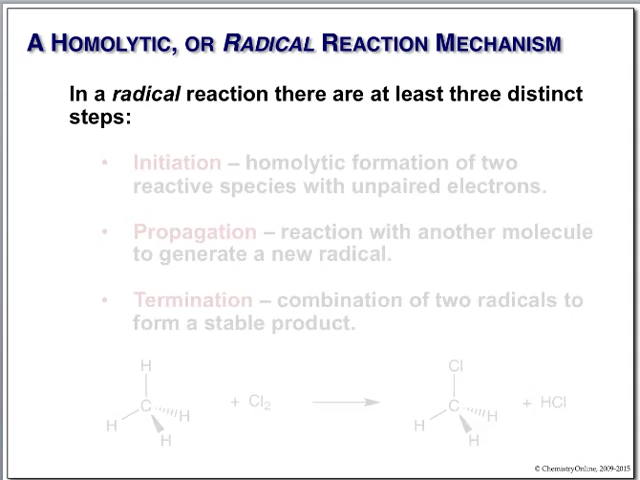 A HOMOLYTIC, OR RADICAL REACTION MECHANISM
In a radical reaction there are at least three distinct
steps:
• Initiation – homolytic formation of two
reactive species with unpaired electrons.
• Propagation – reaction with another molecule
to generate a new radical.
• Termination – combination of two radicals to
form a stable product.
H Cl
C H + Cl₂ C H + HCl
H H H H
© ChemistryOnline, 2009-2015